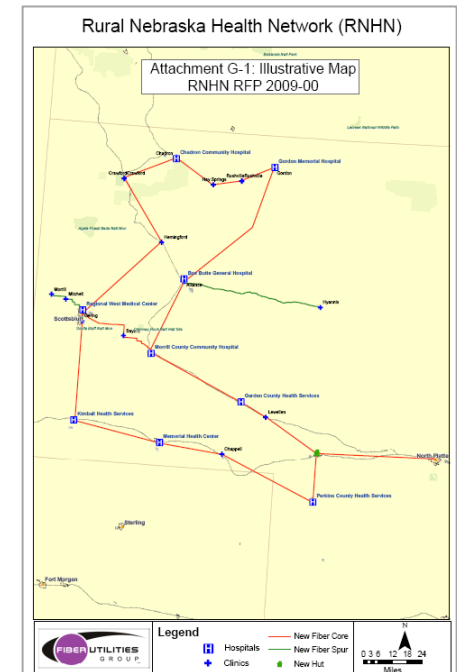 Rural Nebraska Health Network (RNHN)
Attachment G-1: Illustrative Map
RNHN RFP 2009-00
Chadron
Chadron Community Hospital
Gordon Memorial Hospital
CrawfordCrawford
Hay Springs
RushvilleRushville
Gordon
Hemingford
Box Butte General Hospital
Alliance
Hyannis
Morrill
Mitchell
Regional West Medical Center
Gering
Scottsbluff
Morrill County Community Hospital
Garden County Health Services
Lewellen
Kimball Health Services
Memorial Health Center
Chappell
North Platte
Perkins County Health Services
Sterling
Fort Morgan
FIBER UTILITIES
GROUP
Legend
H Hospitals
Clinics
New Fiber Core
New Fiber Spur
New Hut
N
0 3 6 12 18 24
Miles